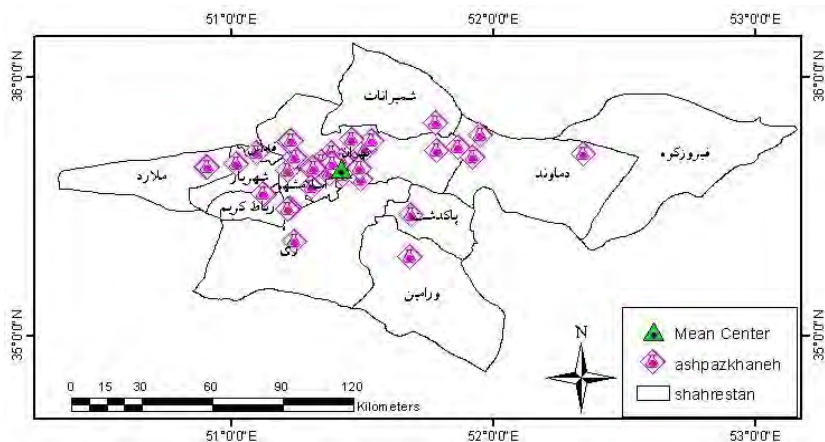 51°0'0"E 52°0'0"E 53°0'0"E
36°0'0"N 36°0'0"N
شمیرانات
فیروزکوه
تهران
دماوند
ملارد
شهریار
رباط کریم
پاکدشت
ورامین
35°0'0"N 35°0'0"N
N
Mean Center
ashpazkhaneh
shahrestan
0 15 30 60 90 120
Kilometers
51°0'0"E 52°0'0"E 53°0'0"E